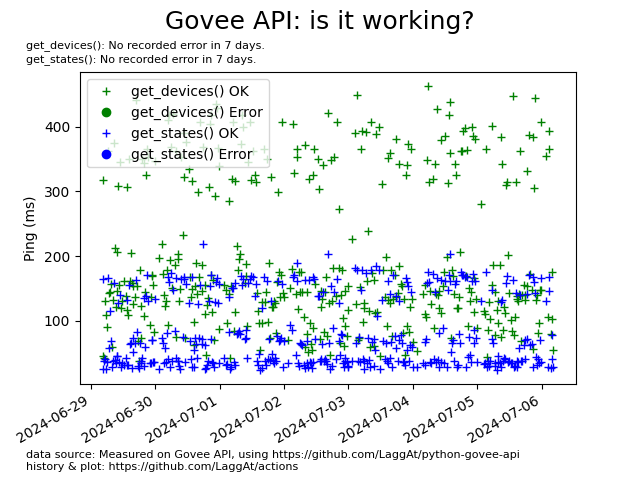 Govee API: is it working?
get_devices(): No recorded error in 7 days.
get_states(): No recorded error in 7 days.
get_devices() OK
get_devices() Error
get_states() OK
get_states() Error
Ping (ms)
400
300
200
100
2024-06-29
2024-06-30
2024-07-01
2024-07-02
2024-07-03
2024-07-04
2024-07-05
2024-07-06
data source: Measured on Govee API, using https://github.com/LaggAt/python-govee-api
history & plot: https://github.com/LaggAt/actions